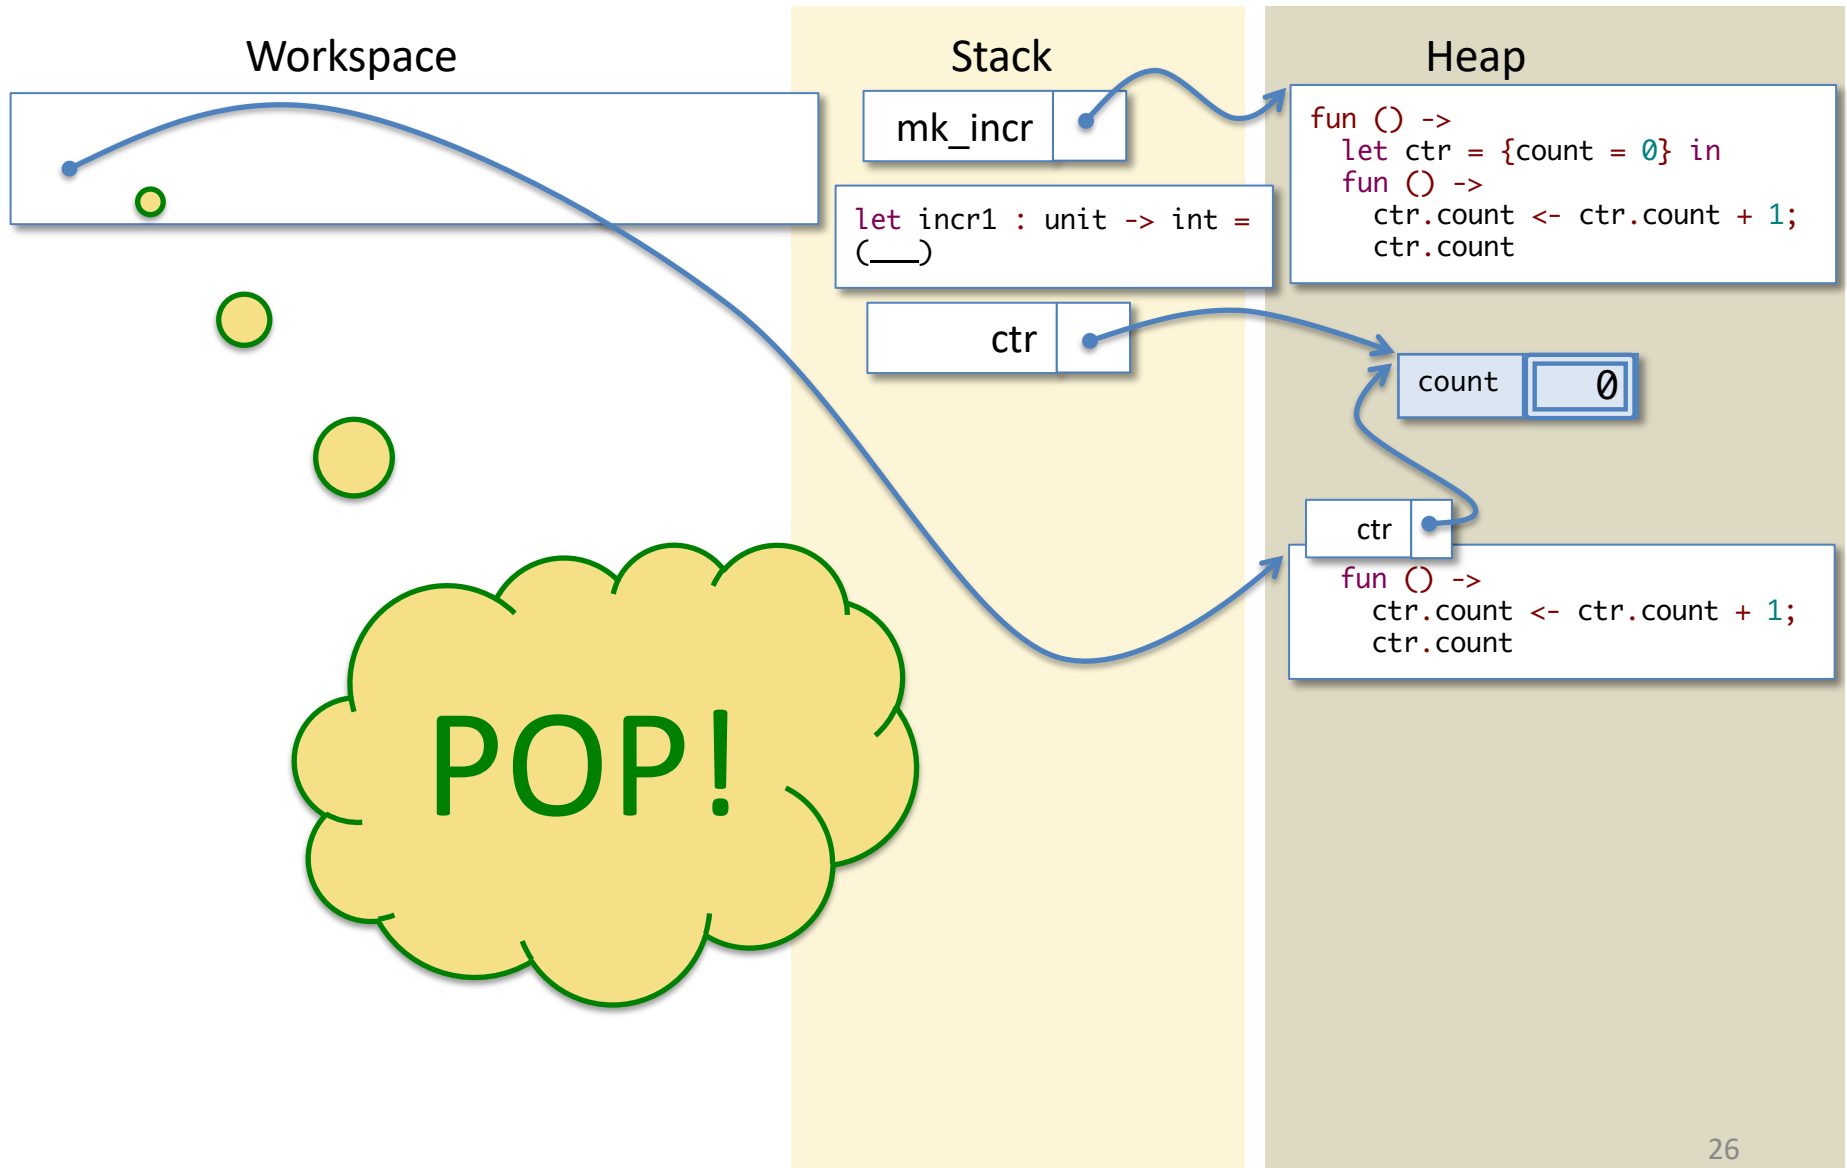 Workspace
Stack
Heap
mk_incr
fun () ->
let ctr = {count = 0} in
fun () ->
ctr.count <- ctr.count + 1;
ctr.count
let incr1 : unit -> int =
(___)
ctr
count 0
ctr
fun () ->
ctr.count <- ctr.count + 1;
ctr.count
POP!
26